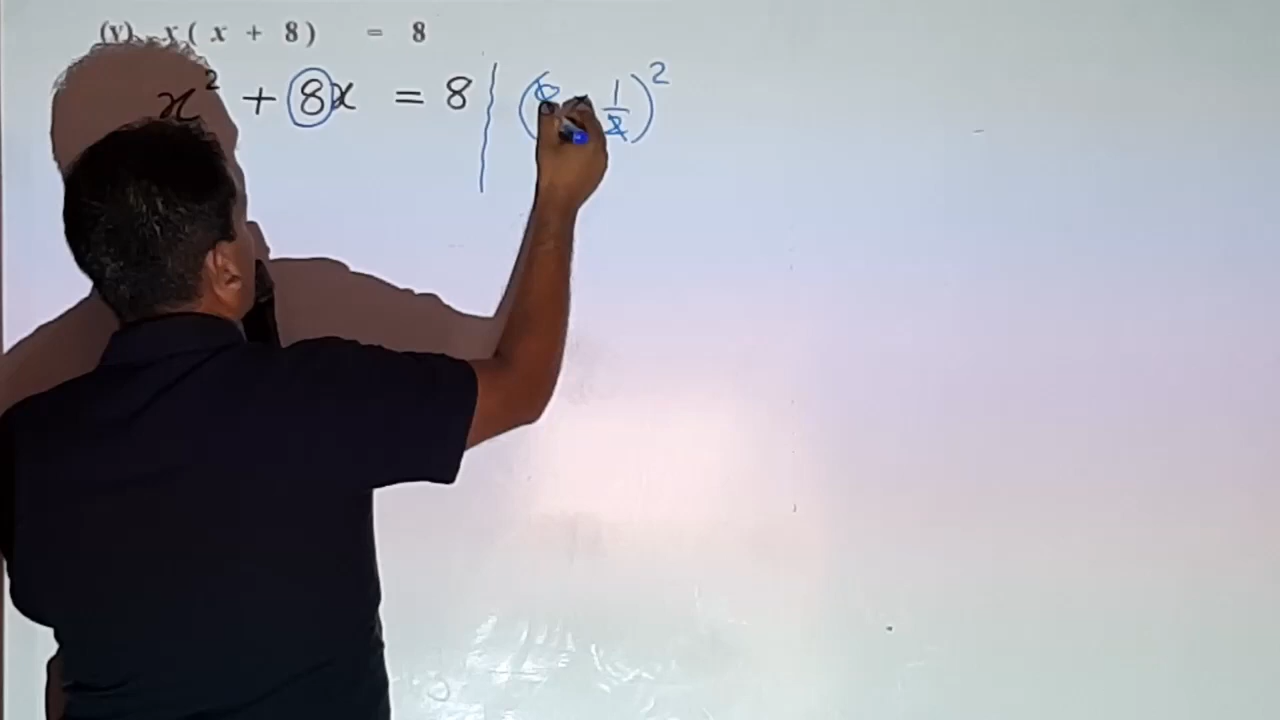 (v) x ( x + 8 ) = 8
x² + 8x = 8 (8 × 1/2)²